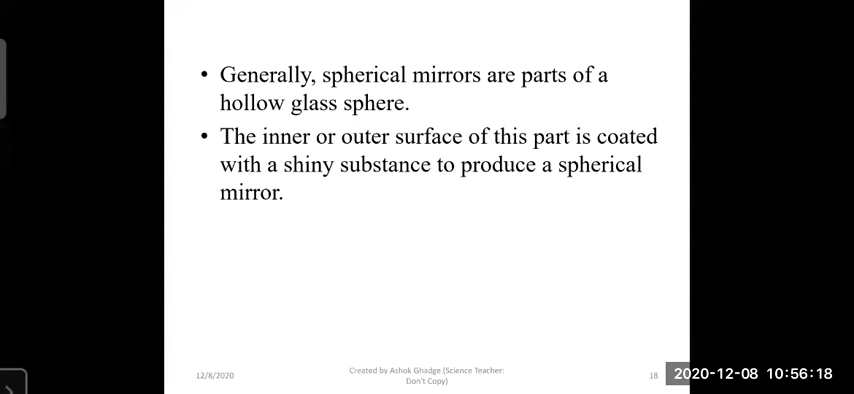 • Generally, spherical mirrors are parts of a
hollow glass sphere.
• The inner or outer surface of this part is coated
with a shiny substance to produce a spherical
mirror.
12/8/2020
Created by Ashok Ghadge (Science Teacher:
Don't Copy)
18
2020-12-08 10:56:18